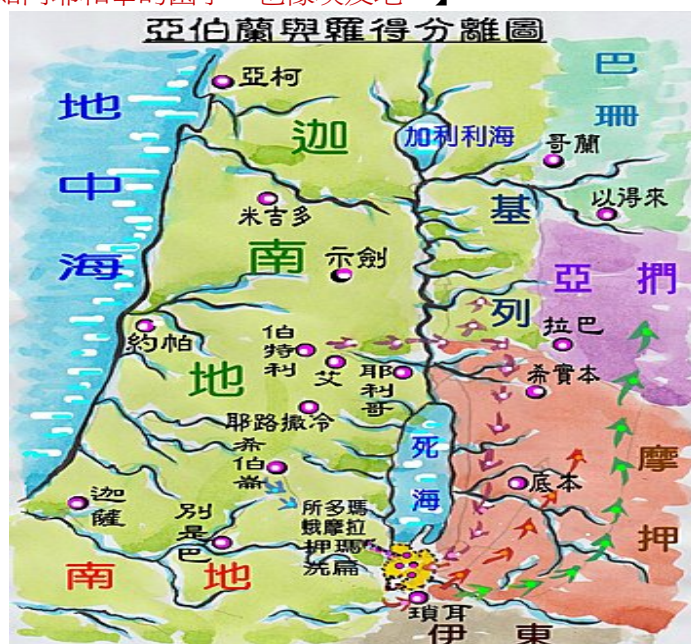 亞伯蘭與羅得分離圖
亞柯
巴珊
地中海
迦南地
加利利海
哥蘭
以得來
米吉多
基列
示劍
亞捫
約帕
伯特利
艾
耶利哥
拉巴
希實本
耶路撒冷
希伯崙
死海
摩押
底本
迦薩
別是巴
所多瑪
蛾摩拉
押瑪
洗扁
南地
瑣耳
伊東